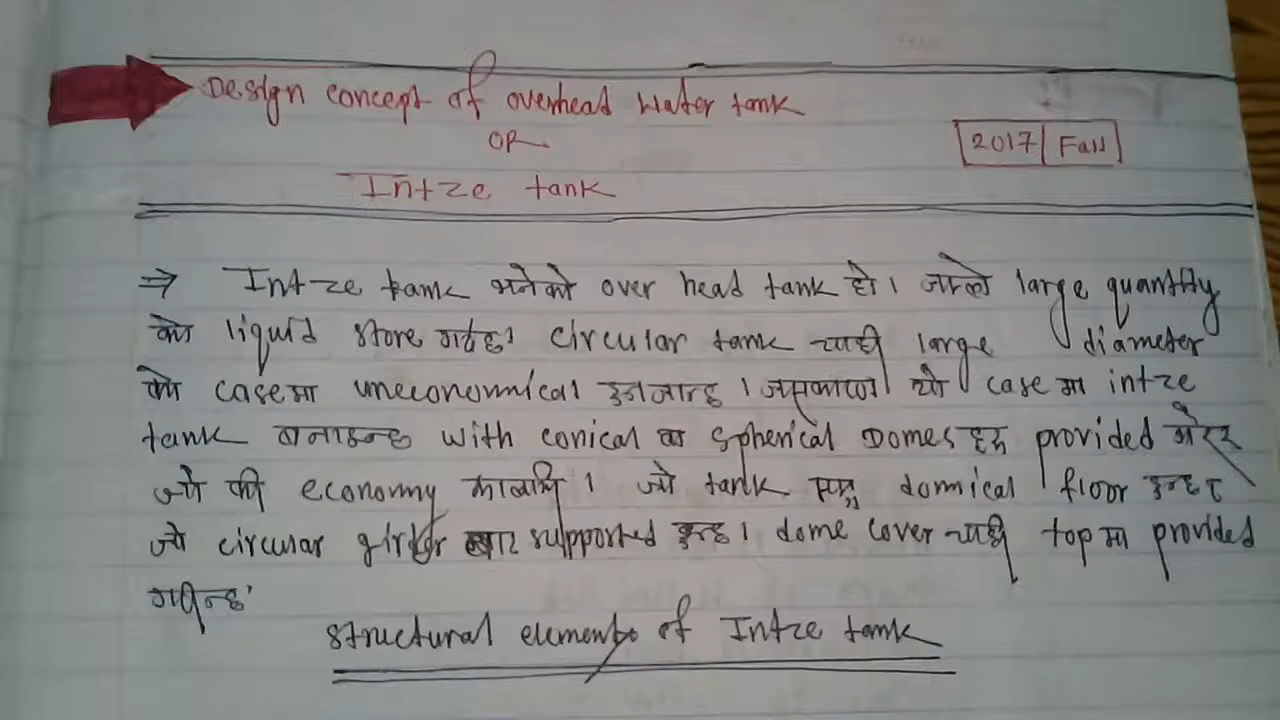 Design concept of overhead water tank
OR
2017 Fall
Intze tank
⇒ Intze tank भनेको over head tank हो। जस्ले large quantity
को liquid store गर्दछ। circular tank चाही large diameter
को case मा uneconomical हुनजान्छ। जसकारण यो case मा intze
tank बनाइन्छ with conical वा spherical Domes हरु provided गरेर
जो की economy कालागि। जो tank मा domical floor हुन्छ र
जो circular girder बाट supported हुन्छ। dome cover चाही top मा provided
गरीन्छ।
structural elements of Intze tank